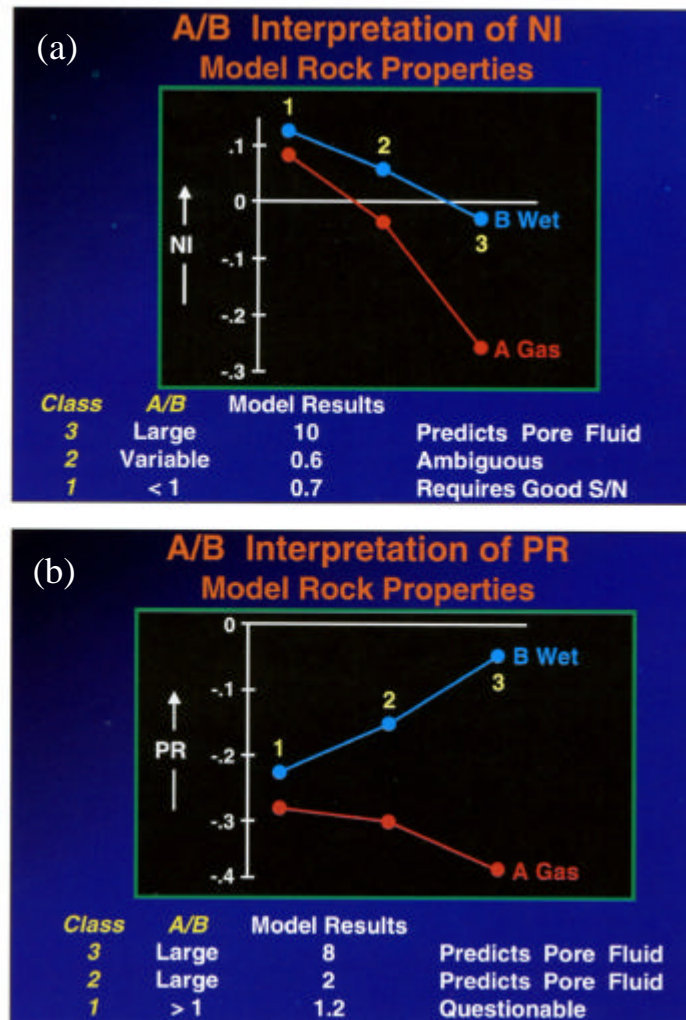 (a)
A/B Interpretation of NI
Model Rock Properties
1
.1
2
0
NI
B Wet
3
-.1
-.2
A Gas
-.3
Class A/B Model Results
3 Large 10 Predicts Pore Fluid
2 Variable 0.6 Ambiguous
1 < 1 0.7 Requires Good S/N
(b)
A/B Interpretation of PR
Model Rock Properties
0
B Wet
-.1
3
2
1
PR
-.2
-.3
A Gas
-.4
Class A/B Model Results
3 Large 8 Predicts Pore Fluid
2 Large 2 Predicts Pore Fluid
1 > 1 1.2 Questionable